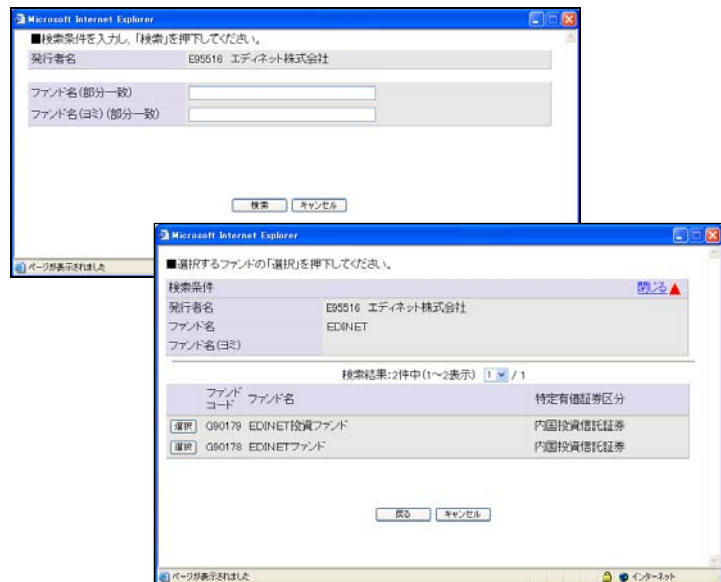 Microsoft Internet Explorer
■検索条件を入力し、「検索」を押下してください。
発行者名 E95516 エディネット株式会社
ファンド名(部分一致)
ファンド名(ヨミ)(部分一致)
検索 キャンセル
ページが表示されました
Microsoft Internet Explorer
■選択するファンドの「選択」を押下してください。
検索条件 閉じる▲
発行者名 E95516 エディネット株式会社
ファンド名 EDINET
ファンド名(ヨミ)
検索結果:2件中(1~2表示) 1 / 1
ファンド
コード ファンド名 特定有価証券区分
選択 G90179 EDINET投資ファンド 内国投資信託証券
選択 G90178 EDINETファンド 内国投資信託証券
戻る キャンセル
ページが表示されました インターネット